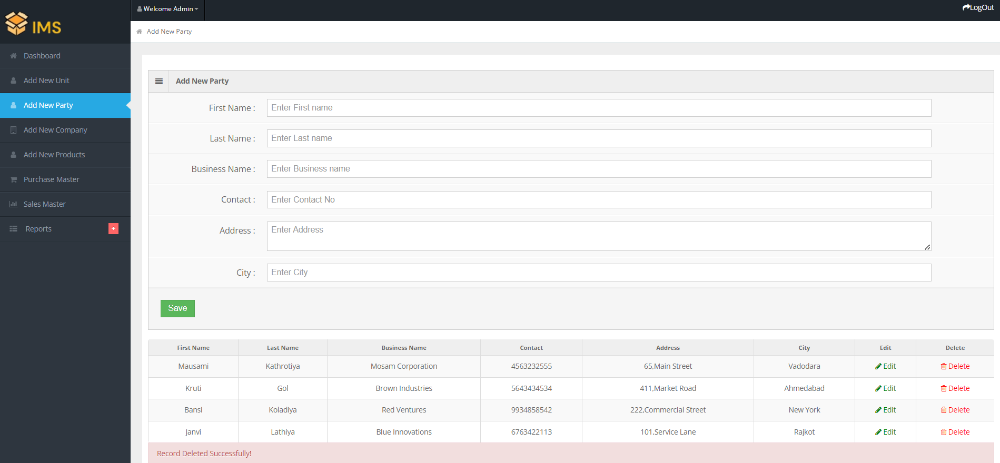 Welcome Admin
LogOut
IMS
Add New Party
Dashboard
Add New Unit
Add New Party
Add New Company
Add New Products
Purchase Master
Sales Master
Reports +
Add New Party
First Name : Enter First name
Last Name : Enter Last name
Business Name : Enter Business name
Contact : Enter Contact No
Address : Enter Address
City : Enter City
Save
First Name Last Name Business Name Contact Address City Edit Delete
Mausami Kathrotiya Mosam Corporation 4563232555 65,Main Street Vadodara Edit Delete
Kruti Gol Brown Industries 5643434534 411,Market Road Ahmedabad Edit Delete
Bansi Koladiya Red Ventures 9934858542 222,Commercial Street New York Edit Delete
Janvi Lathiya Blue Innovations 6763422113 101,Service Lane Rajkot Edit Delete
Record Deleted Successfully!